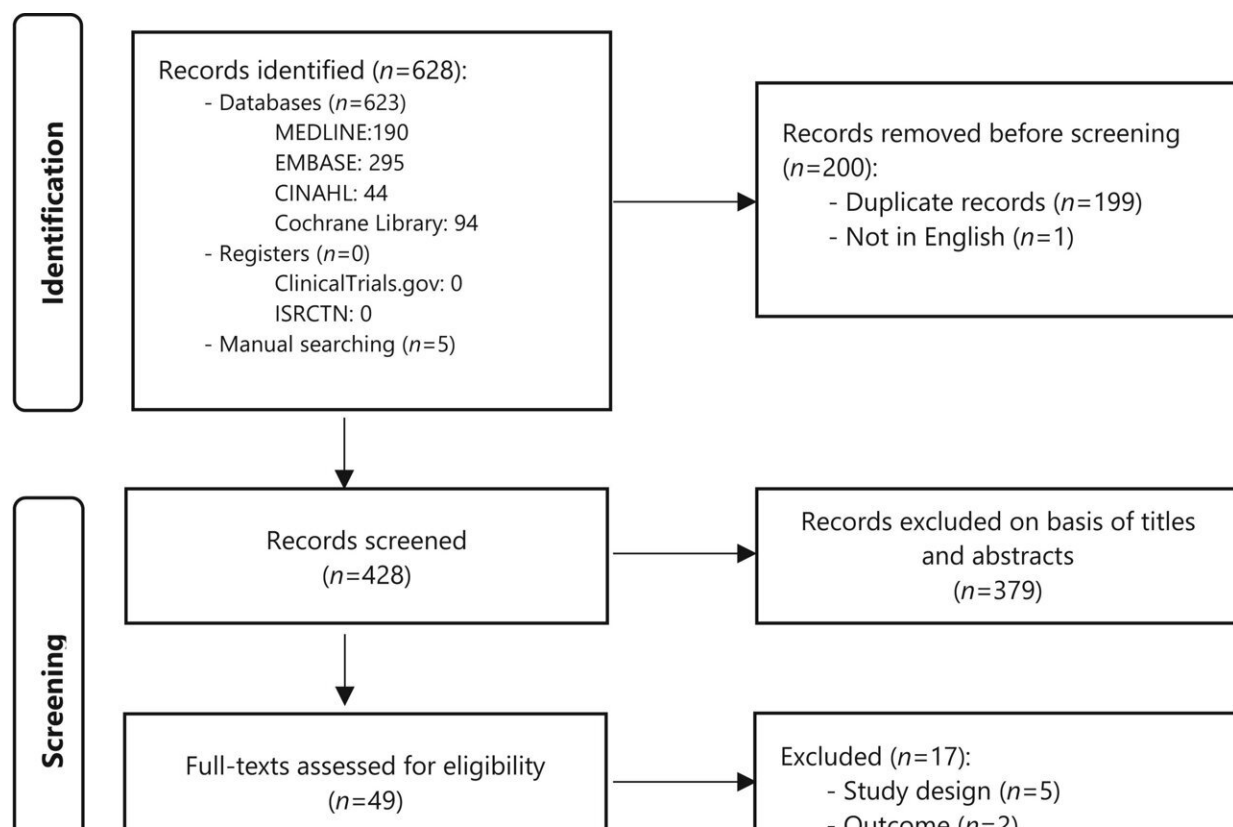 Identification
Records identified (n=628):
- Databases (n=623)
MEDLINE:190
EMBASE: 295
CINAHL: 44
Cochrane Library: 94
- Registers (n=0)
ClinicalTrials.gov: 0
ISRCTN: 0
- Manual searching (n=5)
Records removed before screening
(n=200):
- Duplicate records (n=199)
- Not in English (n=1)
Screening
Records screened
(n=428)
Records excluded on basis of titles
and abstracts
(n=379)
Full-texts assessed for eligibility
(n=49)
Excluded (n=17):
- Study design (n=5)
- Outcome (n=2)